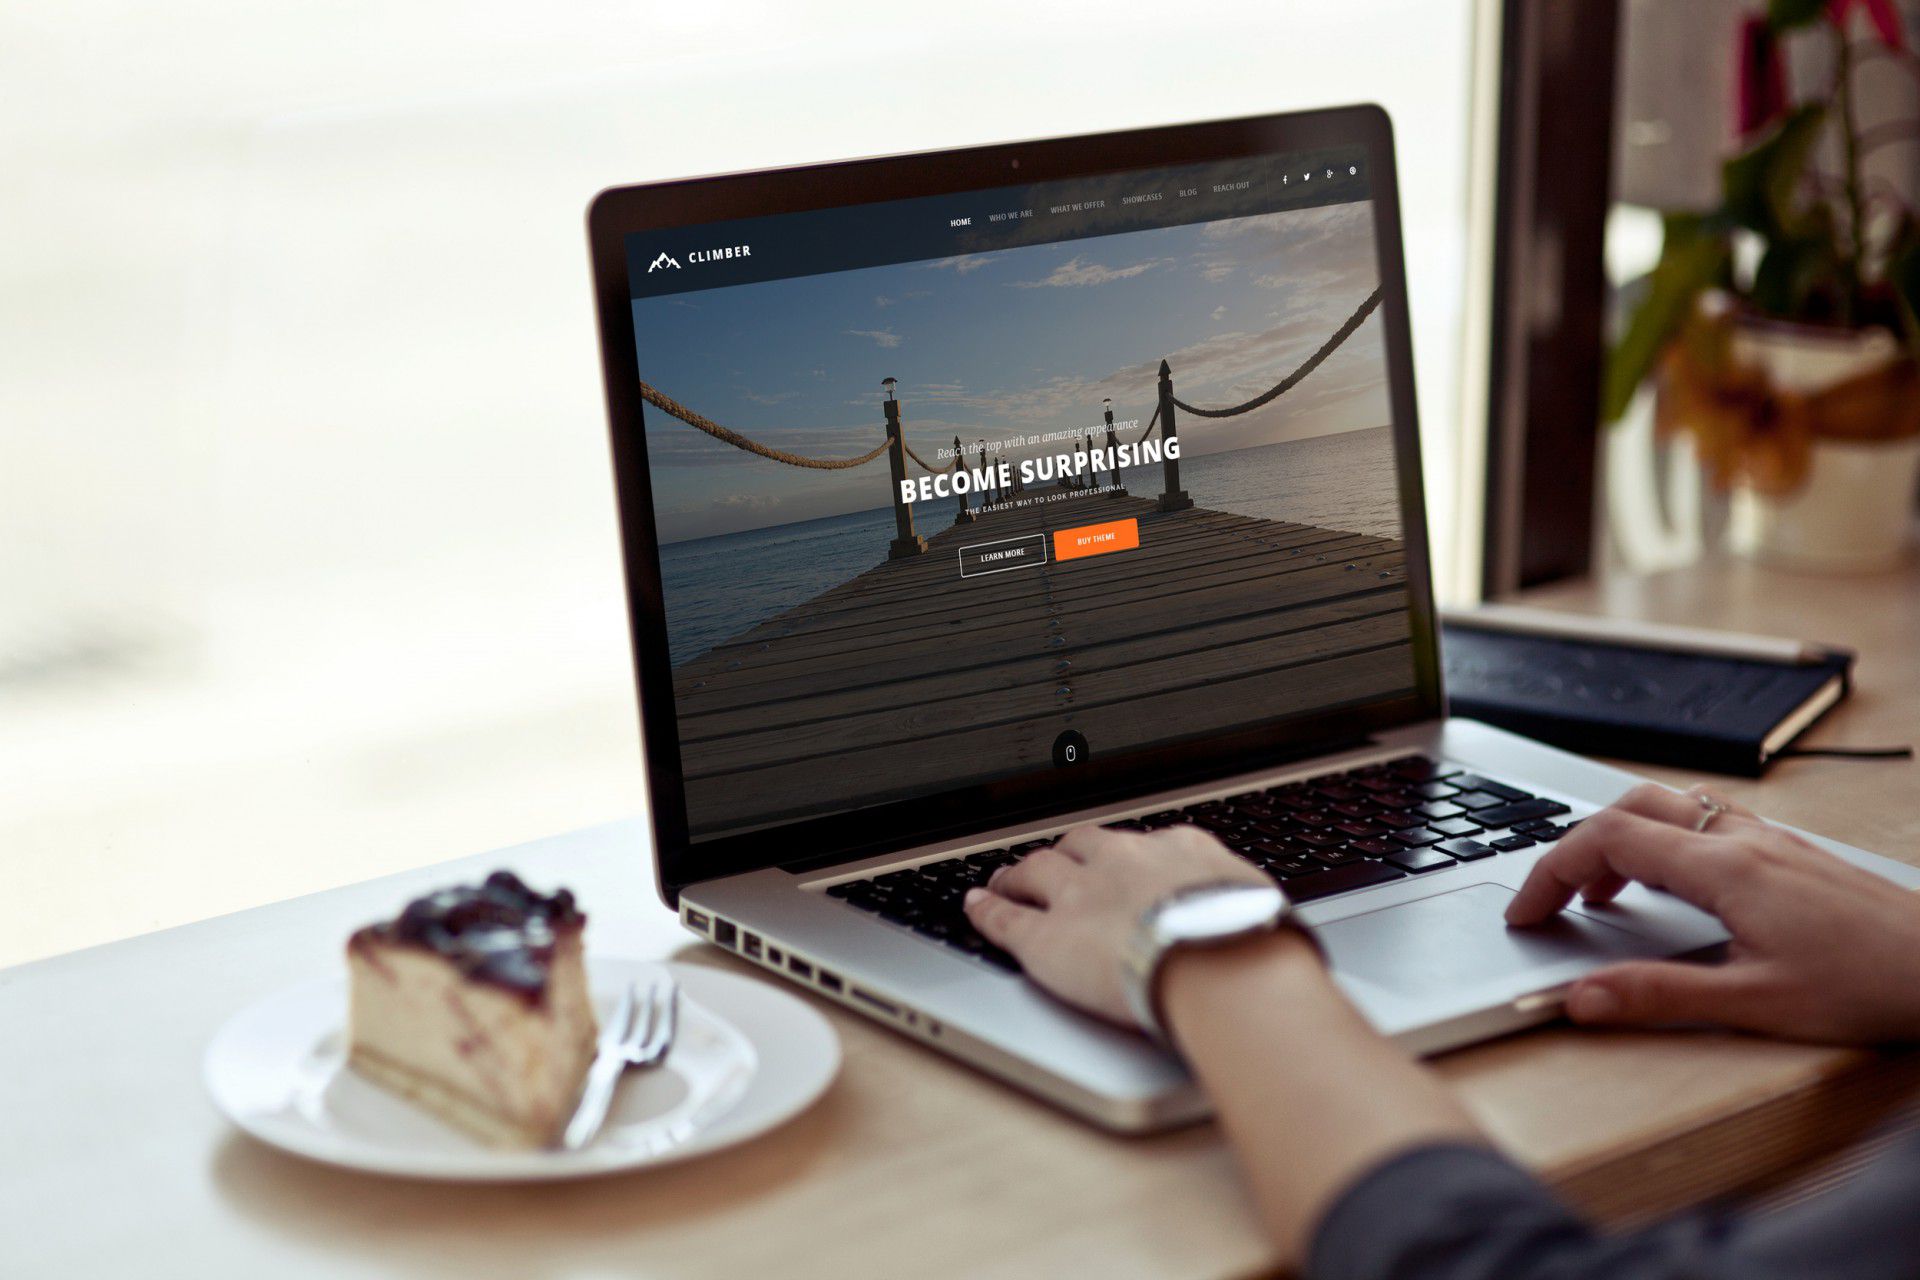 CLIMBER
HOME WHO WE ARE WHAT WE OFFER SHOWCASES BLOG REACH OUT
Reach the top with an amazing appearance
BECOME SURPRISING
THE EASIEST WAY TO LOOK PROFESSIONAL
LEARN MORE BUY THEME